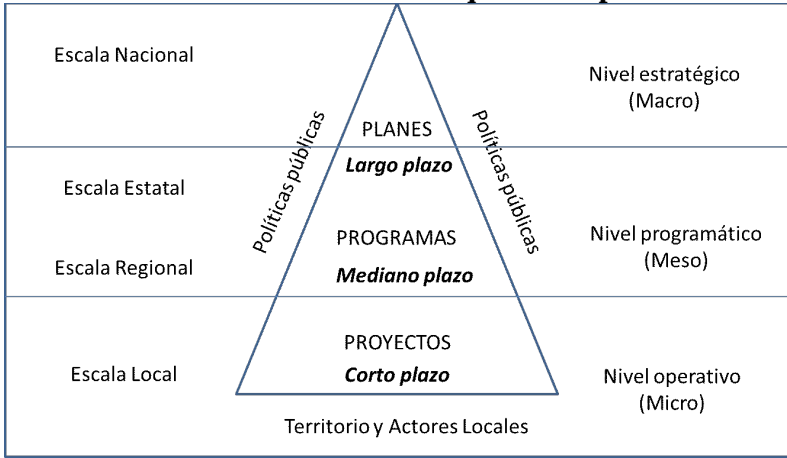 Escala Nacional
Nivel estratégico
(Macro)
Políticas públicas
Políticas públicas
PLANES
Largo plazo
Escala Estatal
PROGRAMAS
Nivel programático
(Meso)
Escala Regional
Mediano plazo
PROYECTOS
Escala Local
Corto plazo
Nivel operativo
(Micro)
Territorio y Actores Locales